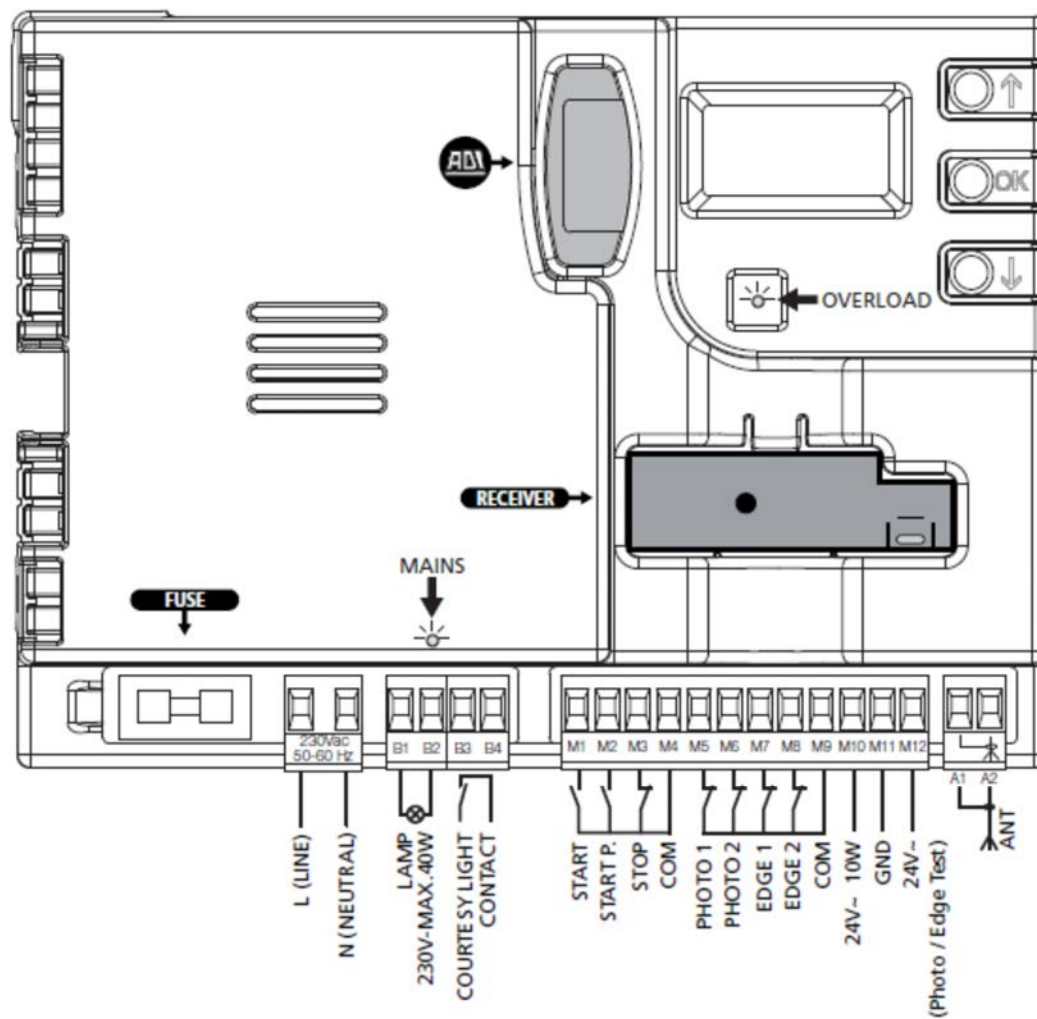 ADI
OVERLOAD
OK
RECEIVER
MAINS
FUSE
230Vac
50-60 Hz
B1 B2 B3 B4
M1 M2 M3 M4 M5 M6 M7 M8 M9 M10 M11 M12
A1 A2
L (LINE)
N (NEUTRAL)
LAMP
230V-MAX.40W
COURTESY LIGHT
CONTACT
START
START P.
STOP
COM
PHOTO 1
PHOTO 2
EDGE 1
EDGE 2
COM
24V~ 10W
GND
24V~
(Photo / Edge Test)
ANT